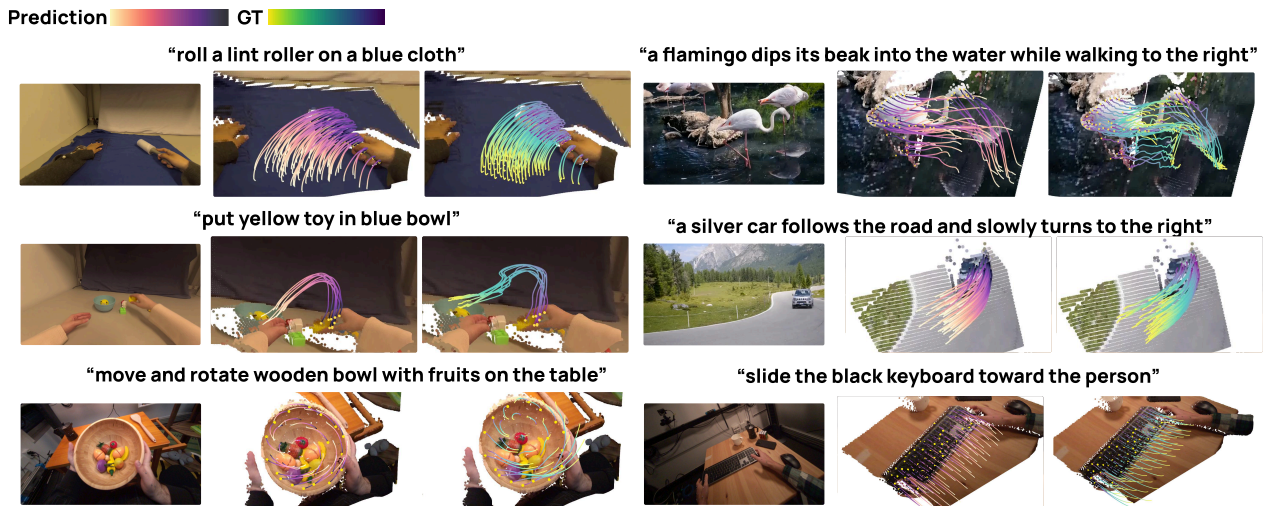 Prediction GT
“roll a lint roller on a blue cloth”
“a flamingo dips its beak into the water while walking to the right”
“put yellow toy in blue bowl”
“a silver car follows the road and slowly turns to the right”
“move and rotate wooden bowl with fruits on the table”
“slide the black keyboard toward the person”